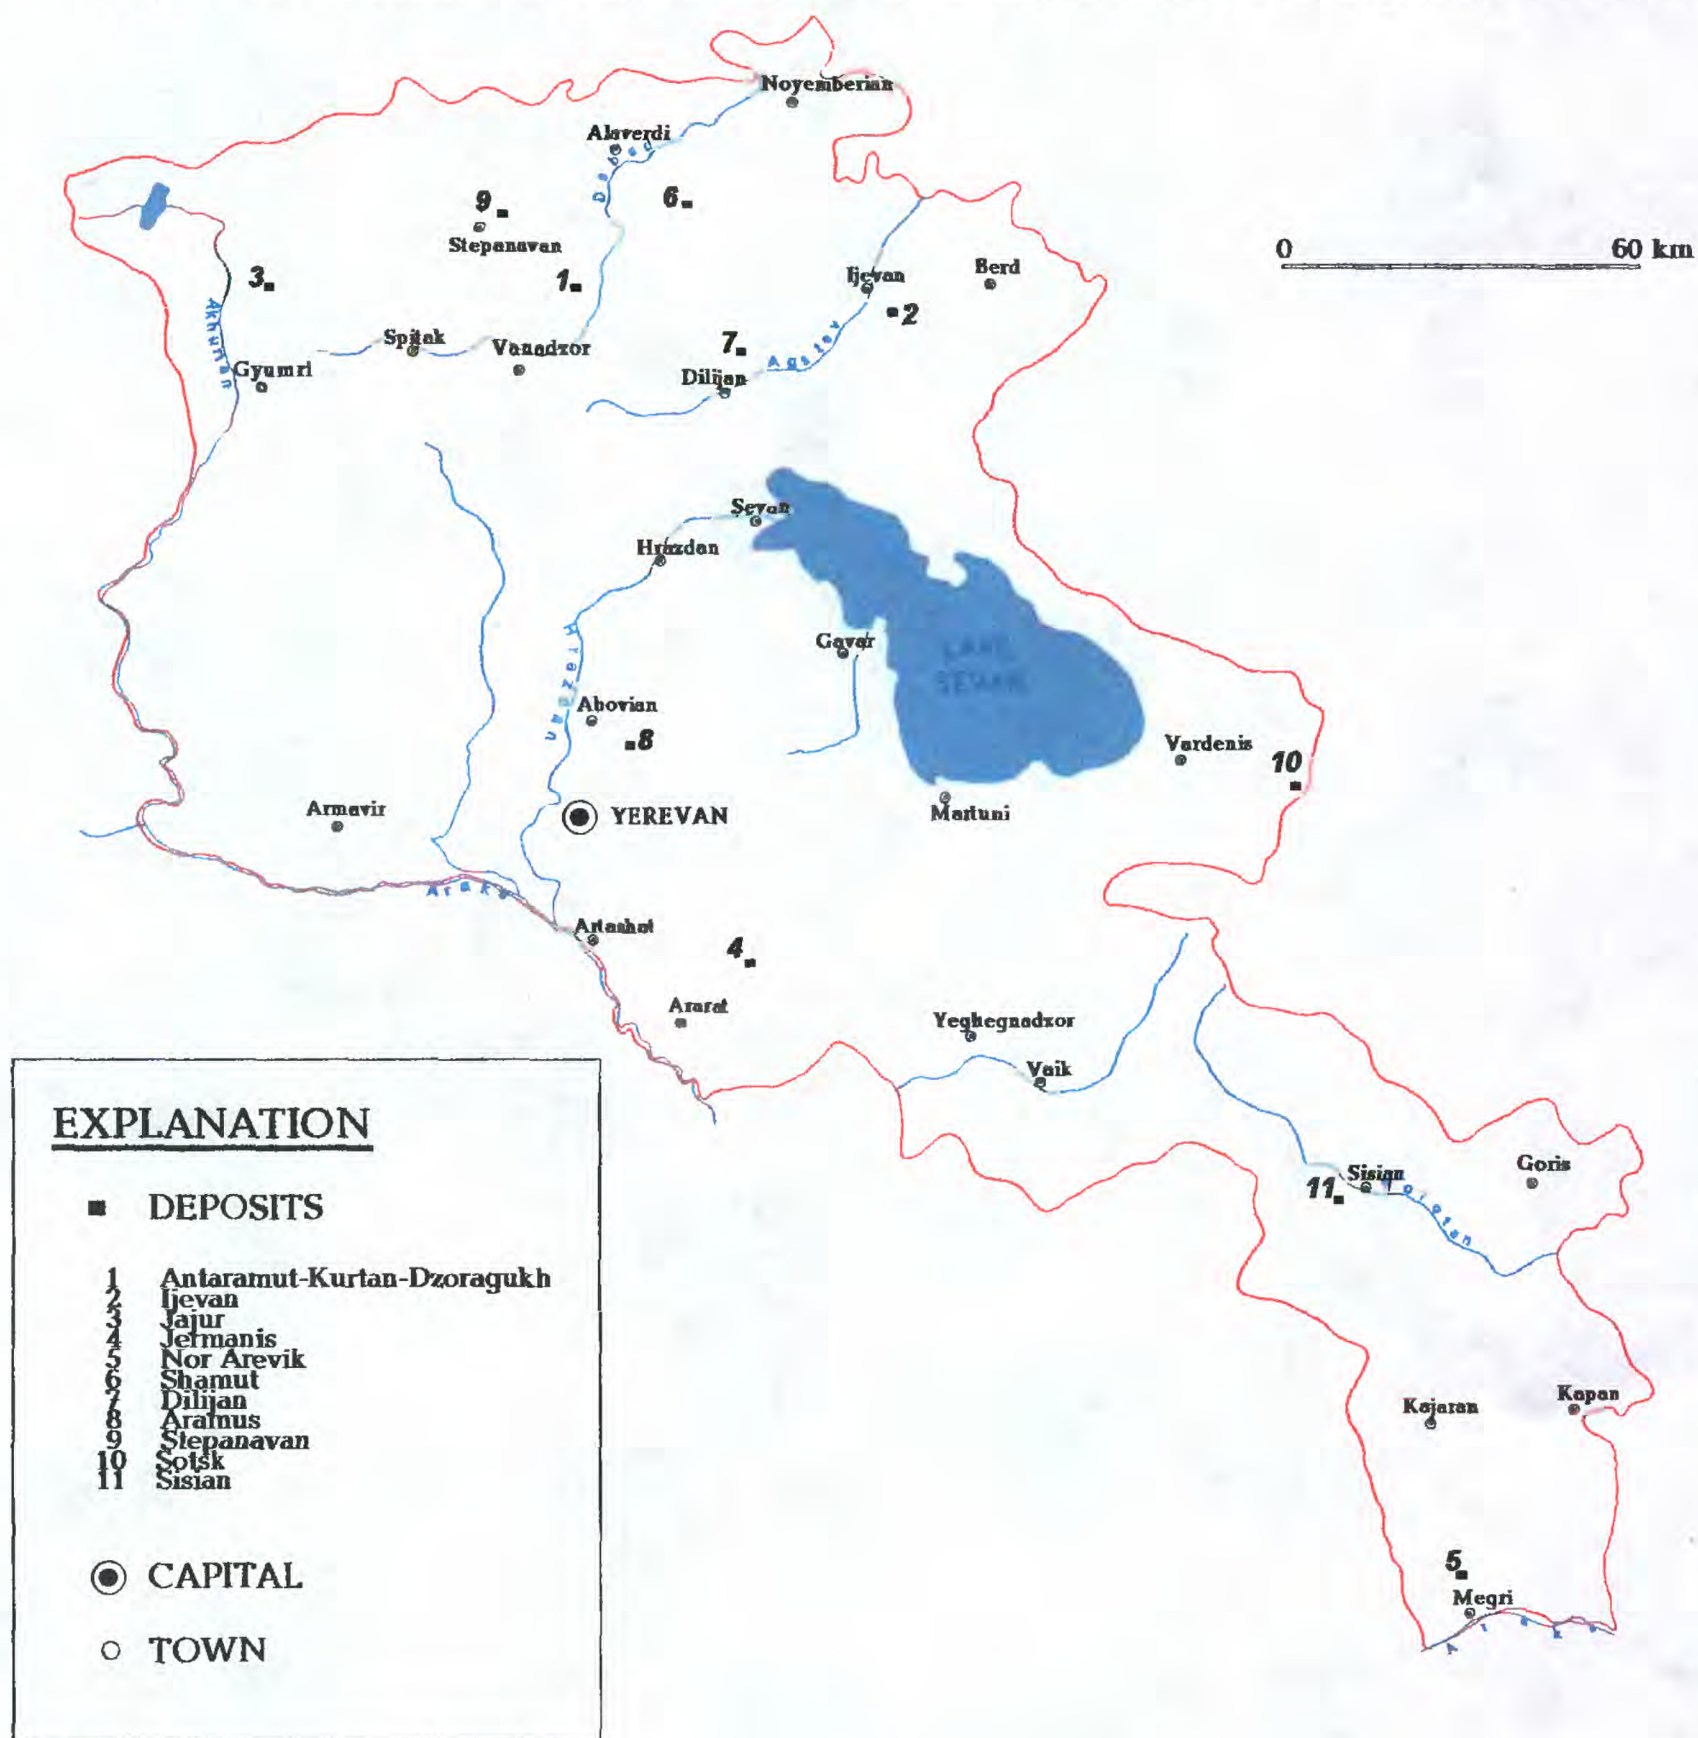 Noyemberian
Alaverdi
Debed
9
6
Stepanavan
0 60 km
3
1
Ijevan
Berd
2
Akhurian
Spitak
Vanadzor
7
Agstev
Gyumri
Dilijan
Sevan
Hrazdan
Hrazdan
Gavar
LAKE
SEVAN
Abovian
8
Vardenis
10
Armavir
YEREVAN
Martuni
Araks
Artashat
4
Ararat
Yeghegnadzor
Vaik
Sisian
11
Vorotan
Goris
Kajaran
Kapan
5
Megri
Araks
EXPLANATION
DEPOSITS
1 Antaramut-Kurtan-Dzoragukh
2 Ijevan
3 Jajur
4 Jermanis
5 Nor Arevik
6 Shamut
7 Dilijan
8 Aramus
9 Stepanavan
10 Sotsk
11 Sisian
CAPITAL
TOWN